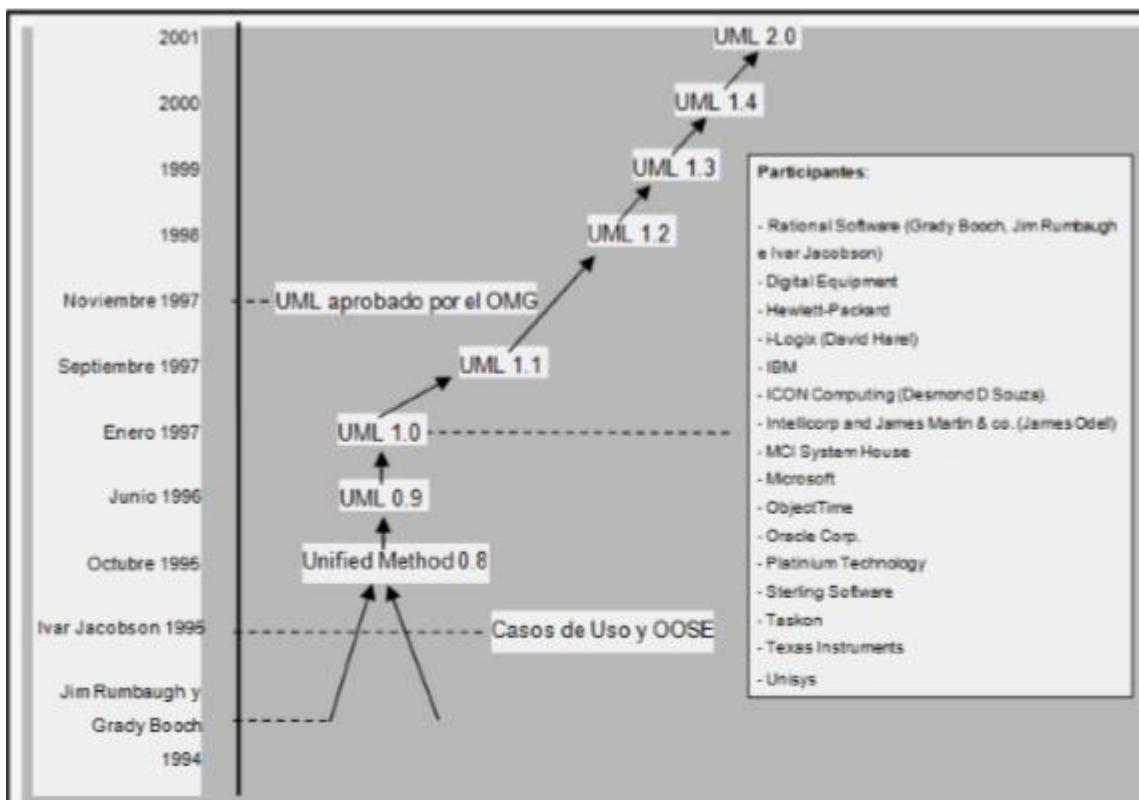 2001
UML 2.0
2000
UML 1.4
1999
UML 1.3
1998
UML 1.2
Noviembre 1997
UML aprobado por el OMG
Septiembre 1997
UML 1.1
Enero 1997
UML 1.0
Junio 1996
UML 0.9
Octubre 1995
Unified Method 0.8
Ivar Jacobson 1995
Casos de Uso y OOSE
Jim Rumbaugh y
Grady Booch
1994
Participantes:
- Rational Software (Grady Booch, Jim Rumbaugh
e Ivar Jacobson)
- Digital Equipment
- Hewlett-Packard
- i-Logix (David Harel)
- IBM
- ICON Computing (Desmond D Souza).
- Intellicorp and James Martin & co. (James Odell)
- MCI System House
- Microsoft
- ObjectTime
- Oracle Corp.
- Platinium Technology
- Sterling Software
- Taskon
- Texas Instruments
- Unisys